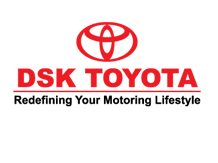 DSK TOYOTA
Redefining Your Motoring Lifestyle